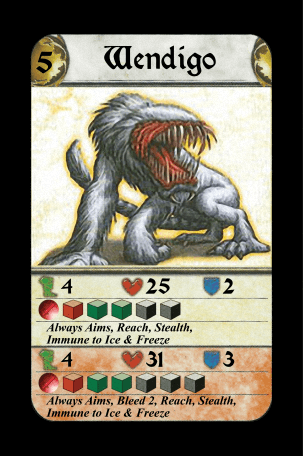 5 Wendigo
4 25 2
Always Aims, Reach, Stealth,
Immune to Ice & Freeze
4 31 3
Always Aims, Bleed 2, Reach, Stealth,
Immune to Ice & Freeze